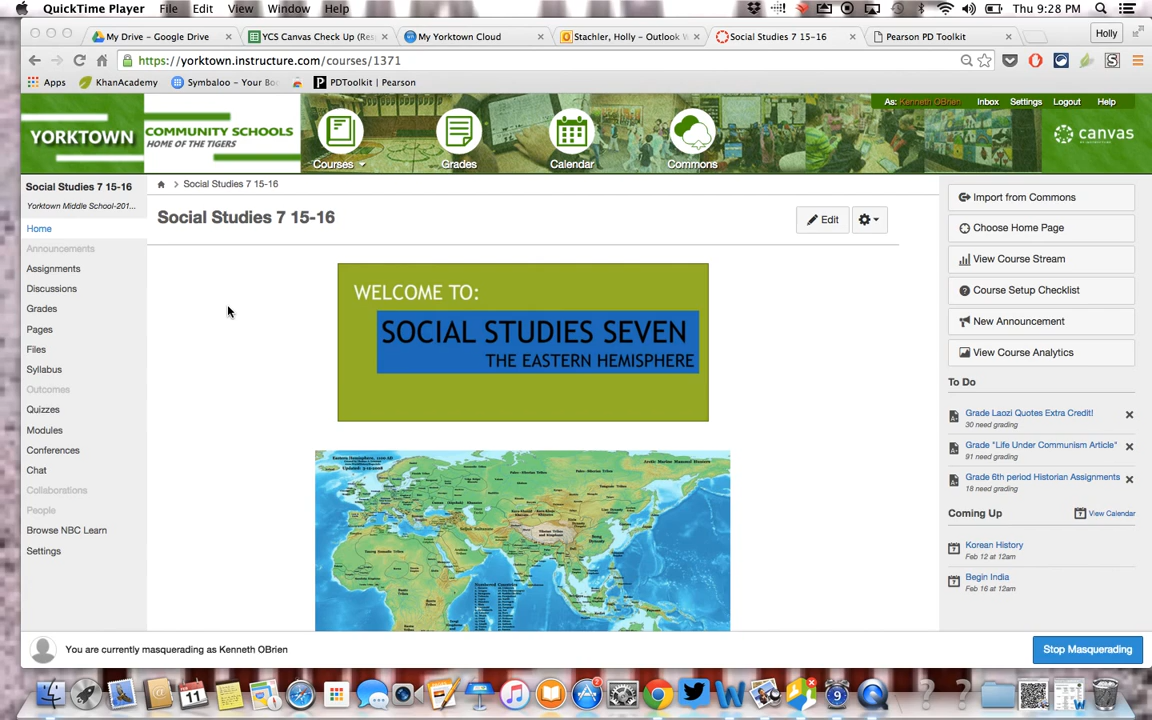 QuickTime Player File Edit View Window Help Thu 9:28 PM
My Drive - Google Drive YCS Canvas Check Up (Res My Yorktown Cloud Stachler, Holly - Outlook W Social Studies 7 15-16 Pearson PD Toolkit Holly
https://yorktown.instructure.com/courses/1371
Apps KhanAcademy Symbaloo - Your Boo PDToolkit | Pearson
As: Kenneth OBrien Inbox Settings Logout Help
YORKTOWN COMMUNITY SCHOOLS
HOME OF THE TIGERS
canvas
Courses Grades Calendar Commons
Social Studies 7 15-16
Yorktown Middle School-201...
Home
Announcements
Assignments
Discussions
Grades
Pages
Files
Syllabus
Outcomes
Quizzes
Modules
Conferences
Chat
Collaborations
People
Browse NBC Learn
Settings
Social Studies 7 15-16
Social Studies 7 15-16
Edit
WELCOME TO:
SOCIAL STUDIES SEVEN
THE EASTERN HEMISPHERE
Import from Commons
Choose Home Page
View Course Stream
Course Setup Checklist
New Announcement
View Course Analytics
To Do
Grade Laozi Quotes Extra Credit!
30 need grading
Grade "Life Under Communism Article"
91 need grading
Grade 6th period Historian Assignments
18 need grading
Coming Up View Calendar
Korean History
Feb 12 at 12am
Begin India
Feb 16 at 12am
You are currently masquerading as Kenneth OBrien
Stop Masquerading